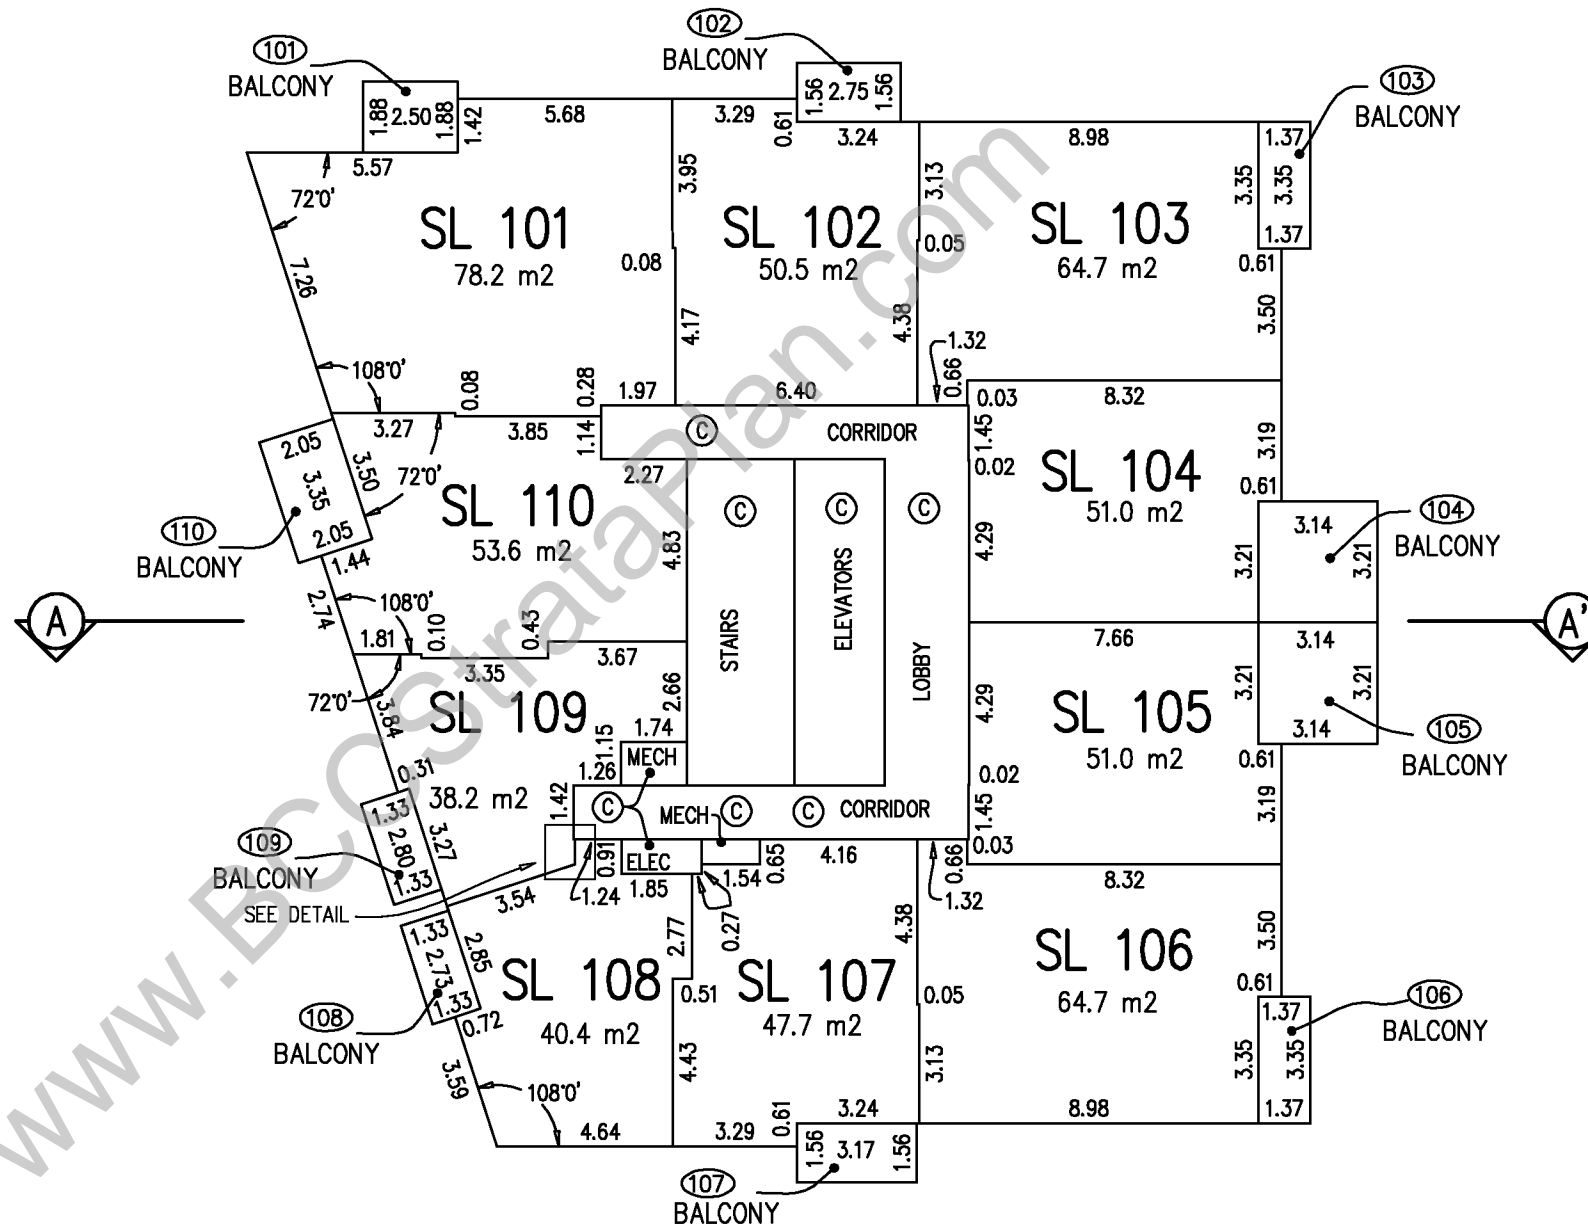 102
101
BALCONY
BALCONY
103
BALCONY
1.88
2.50
1.88
1.42
5.68
3.29
0.61
1.56
2.75
1.56
3.24
8.98
1.37
5.57
72°0'
3.95
3.13
3.35
3.35
1.37
SL 101
78.2 m2
SL 102
50.5 m2
SL 103
64.7 m2
0.08
0.05
0.61
7.26
4.17
4.38
3.50
1.32
108°0'
0.08
0.28
1.97
6.40
0.66
0.03
8.32
3.27
3.85
1.14
C
CORRIDOR
1.45
3.19
2.05
3.35
2.05
3.50
72°0'
2.27
0.02
0.61
SL 110
53.6 m2
SL 104
51.0 m2
110
BALCONY
1.44
4.83
C
C
C
4.29
3.14
3.21
3.21
104
BALCONY
A
A'
2.74
108°0'
1.81
0.10
0.43
3.35
3.67
STAIRS
ELEVATORS
LOBBY
7.66
3.14
72°0'
3.84
2.66
4.29
3.21
3.21
3.14
SL 109
38.2 m2
SL 105
51.0 m2
105
BALCONY
1.74
1.15
MECH
1.26
0.31
1.42
0.02
0.61
C
MECH
C
C
CORRIDOR
1.45
3.19
1.33
2.80
1.33
3.27
109
BALCONY
SEE DETAIL
3.54
1.24
0.91
ELEC
1.85
1.54
0.65
4.16
0.66
0.03
8.32
0.27
1.32
1.33
2.73
1.33
2.85
2.77
4.38
3.50
SL 108
40.4 m2
SL 107
47.7 m2
SL 106
64.7 m2
0.51
0.05
0.61
108
BALCONY
0.72
3.59
108°0'
4.43
3.13
3.35
1.37
3.35
1.37
106
BALCONY
4.64
3.29
0.61
3.24
8.98
1.56
3.17
1.56
107
BALCONY
www.BCCStrataPlan.com